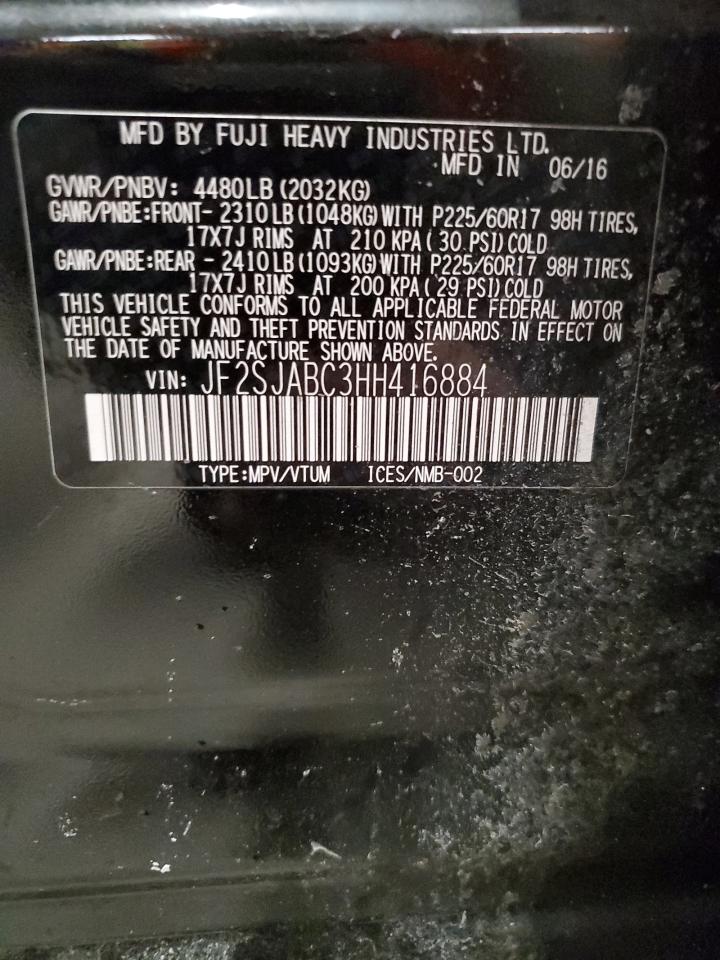 MFD BY FUJI HEAVY INDUSTRIES LTD.
MFD IN 06/16
GVWR/PNBV: 4480LB (2032KG)
GAWR/PNBE:FRONT- 2310LB (1048KG) WITH P225/60R17 98H TIRES,
17X7J RIMS AT 210 KPA ( 30 PSI) COLD
GAWR/PNBE:REAR - 2410LB (1093KG) WITH P225/60R17 98H TIRES,
17X7J RIMS AT 200 KPA ( 29 PSI) COLD
THIS VEHICLE CONFORMS TO ALL APPLICABLE FEDERAL MOTOR
VEHICLE SAFETY AND THEFT PREVENTION STANDARDS IN EFFECT ON
THE DATE OF MANUFACTURE SHOWN ABOVE.
VIN: JF2SJABC3HH416884
TYPE:MPV/VTUM ICES/NMB-002